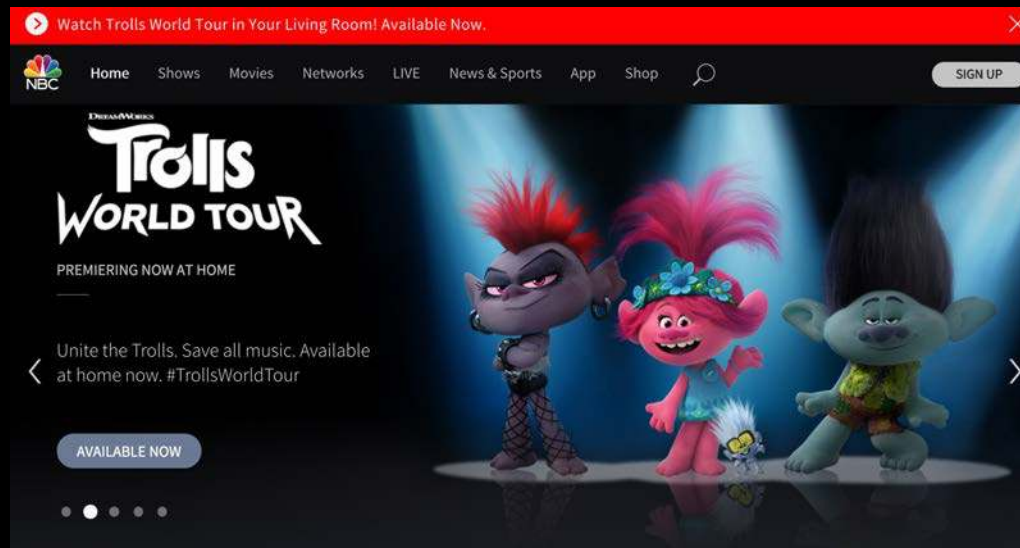 Watch Trolls World Tour in Your Living Room! Available Now.
NBC Home Shows Movies Networks LIVE News & Sports App Shop SIGN UP
DREAMWORKS
Trolls
WORLD TOUR
PREMIERING NOW AT HOME
Unite the Trolls. Save all music. Available
at home now. #TrollsWorldTour
AVAILABLE NOW